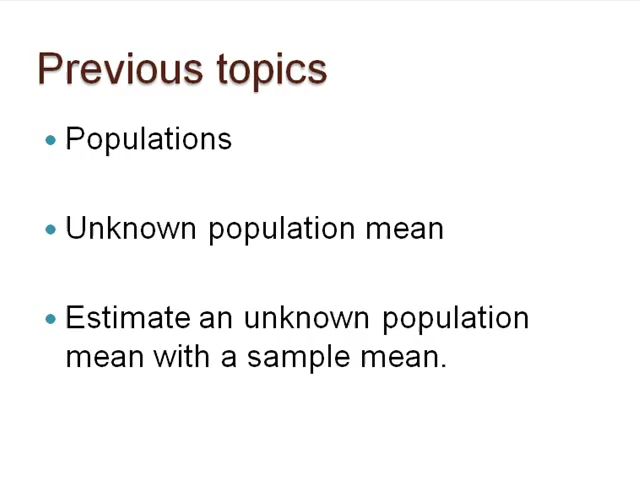 Previous topics
• Populations
• Unknown population mean
• Estimate an unknown population
mean with a sample mean.